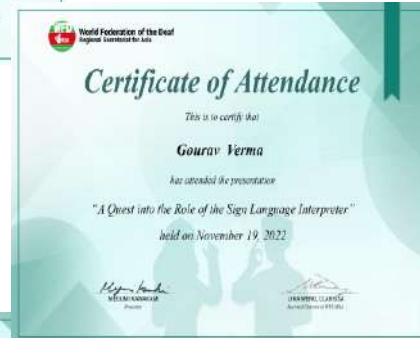 World Federation of the Deaf
Regional Secretariat for Asia
Certificate of Attendance
This is to certify that
Gourav Verma
has attended the presentation
"A Quest into the Role of the Sign Language Interpreter"
held on November 19, 2022